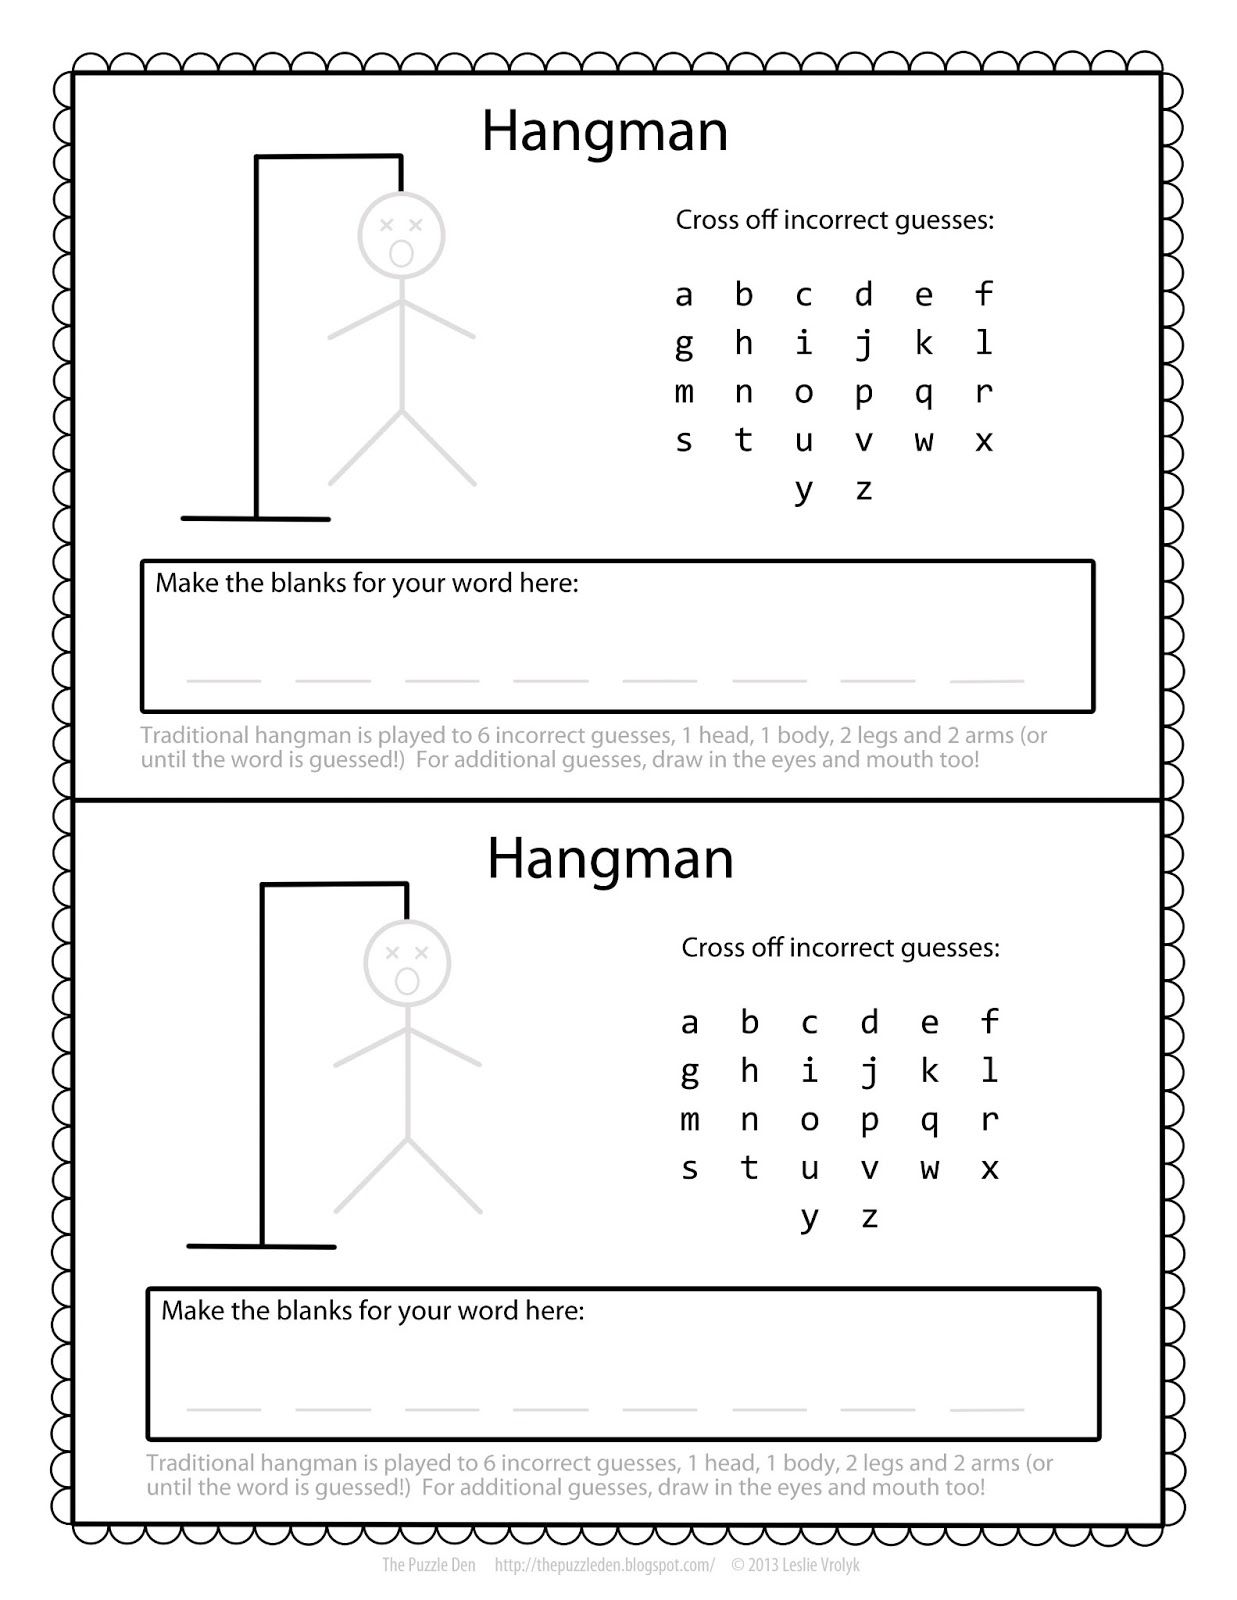 Hangman
Cross off incorrect guesses:
a b c d e f
g h i j k l
m n o p q r
s t u v w x
y z
Make the blanks for your word here:
Traditional hangman is played to 6 incorrect guesses, 1 head, 1 body, 2 legs and 2 arms (or
until the word is guessed!) For additional guesses, draw in the eyes and mouth too!
Hangman
Cross off incorrect guesses:
a b c d e f
g h i j k l
m n o p q r
s t u v w x
y z
Make the blanks for your word here:
Traditional hangman is played to 6 incorrect guesses, 1 head, 1 body, 2 legs and 2 arms (or
until the word is guessed!) For additional guesses, draw in the eyes and mouth too!
The Puzzle Den http://thepuzzleden.blogspot.com/ © 2013 Leslie Vrolyk